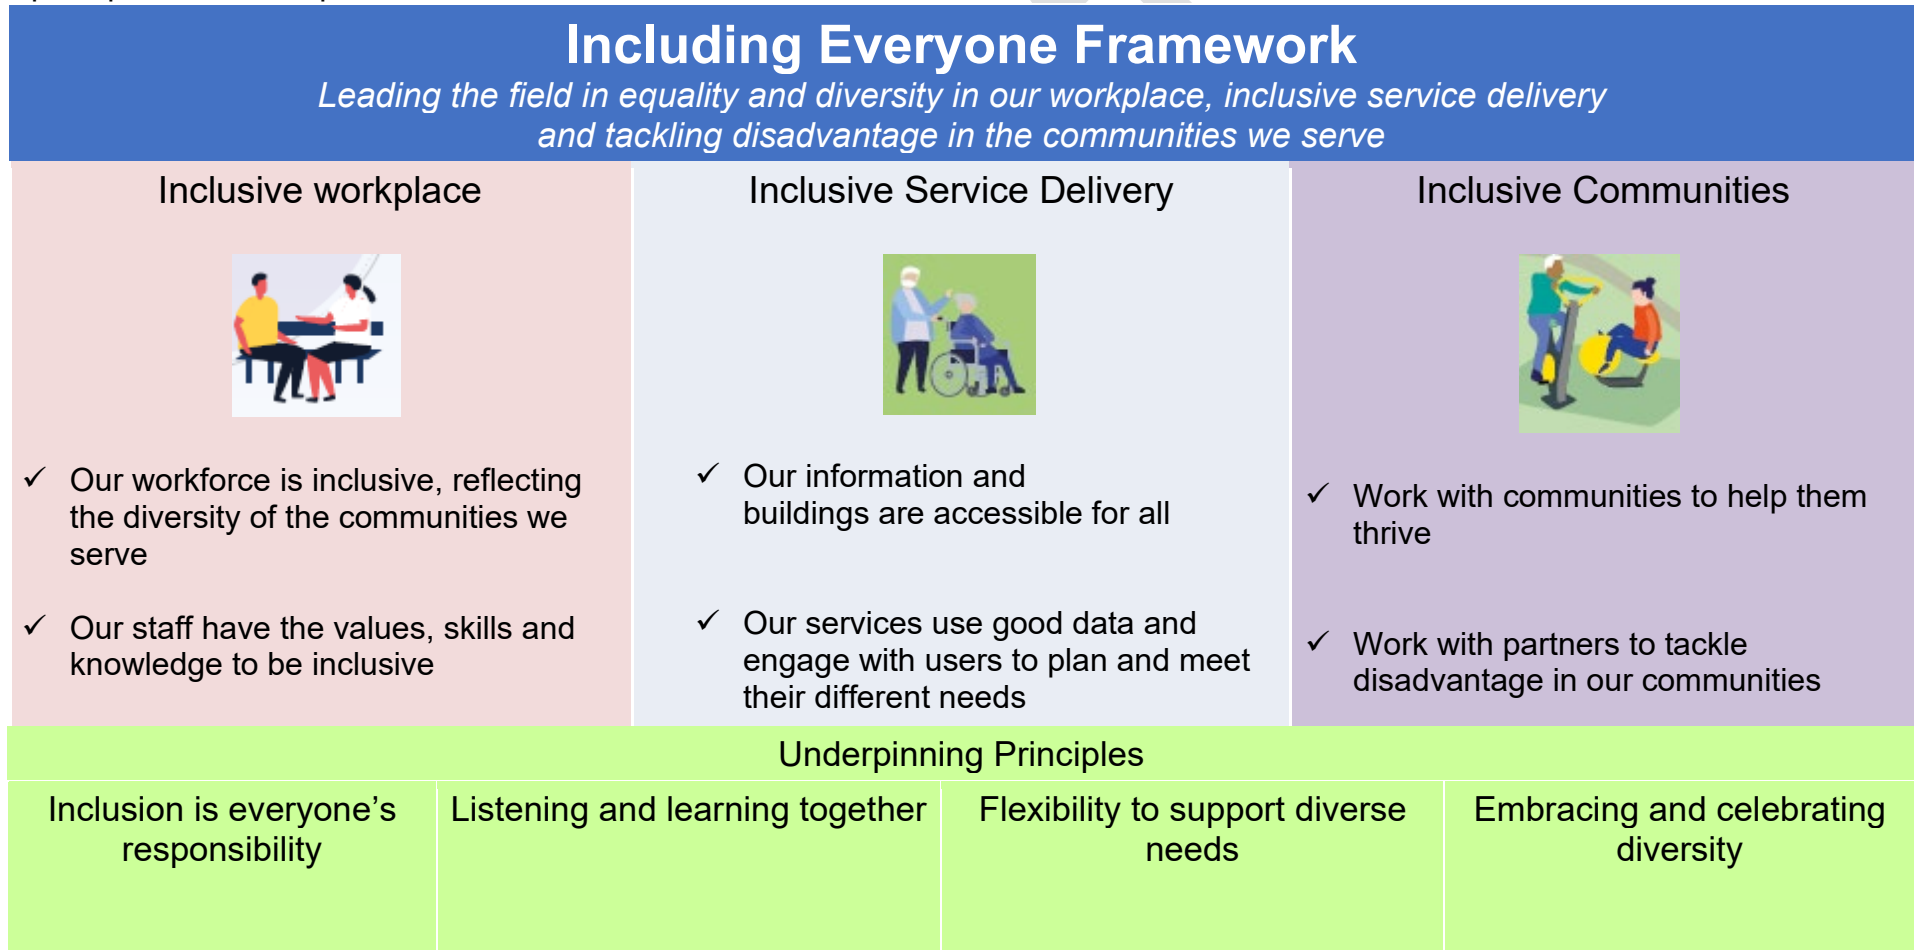 Including Everyone Framework
Leading the field in equality and diversity in our workplace, inclusive service delivery
and tackling disadvantage in the communities we serve
Inclusive workplace
✓ Our workforce is inclusive, reflecting
the diversity of the communities we
serve
✓ Our staff have the values, skills and
knowledge to be inclusive
Inclusive Service Delivery
✓ Our information and
buildings are accessible for all
✓ Our services use good data and
engage with users to plan and meet
their different needs
Inclusive Communities
✓ Work with communities to help them
thrive
✓ Work with partners to tackle
disadvantage in our communities
Underpinning Principles
Inclusion is everyone’s
responsibility
Listening and learning together
Flexibility to support diverse
needs
Embracing and celebrating
diversity